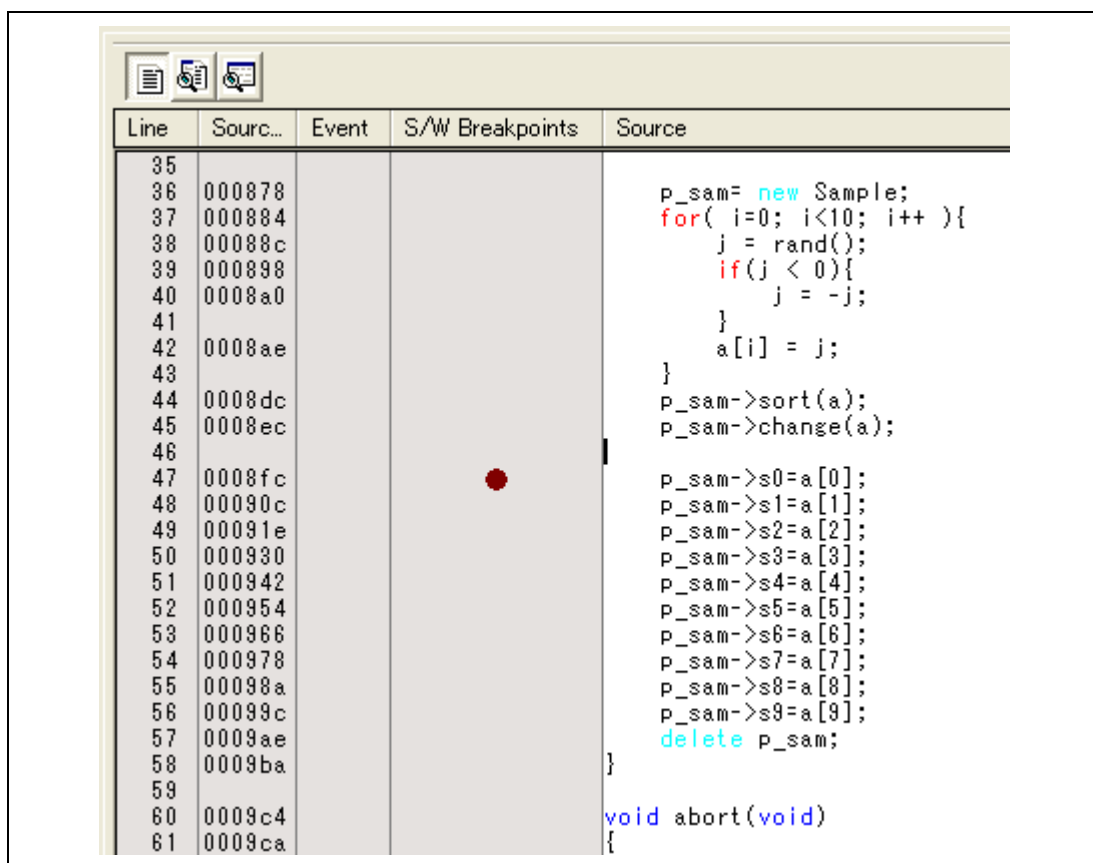 Line Sourc... Event S/W Breakpoints Source
35
36 000878 p_sam= new Sample;
37 000884 for( i=0; i<10; i++ ){
38 00088c j = rand();
39 000898 if(j < 0){
40 0008a0 j = -j;
41 }
42 0008ae a[i] = j;
43 }
44 0008dc p_sam->sort(a);
45 0008ec p_sam->change(a);
46
47 0008fc p_sam->s0=a[0];
48 00090c p_sam->s1=a[1];
49 00091e p_sam->s2=a[2];
50 000930 p_sam->s3=a[3];
51 000942 p_sam->s4=a[4];
52 000954 p_sam->s5=a[5];
53 000966 p_sam->s6=a[6];
54 000978 p_sam->s7=a[7];
55 00098a p_sam->s8=a[8];
56 00099c p_sam->s9=a[9];
57 0009ae delete p_sam;
58 0009ba }
59
60 0009c4 void abort(void)
61 0009ca {